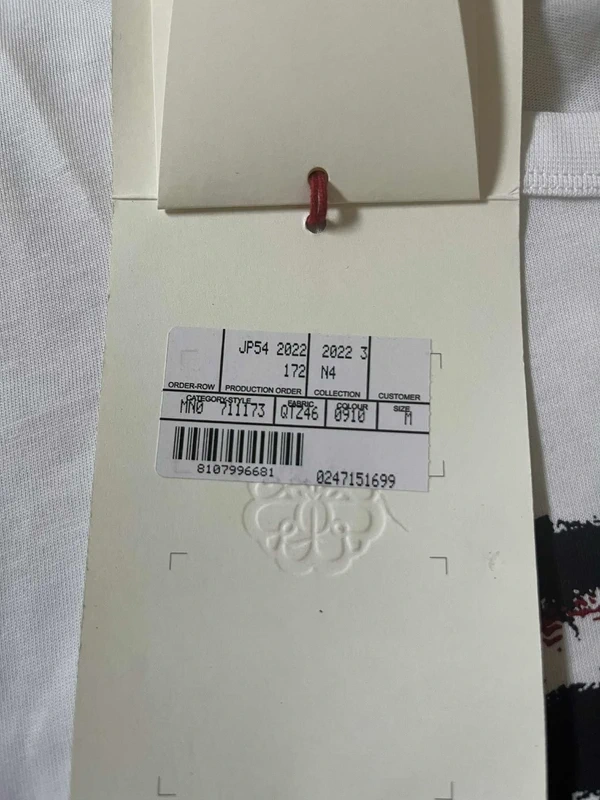 JP54 2022 2022 3
172 N4
ORDER-ROW PRODUCTION ORDER COLLECTION CUSTOMER
CATEGORY-STYLE FABRIC COLOUR SIZE
MN0 711173 QTZ46 0910 M
8107996681 0247151699